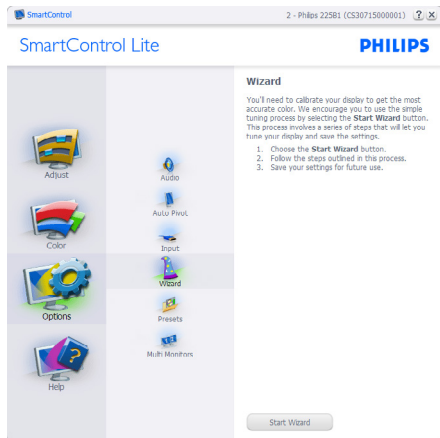 SmartControl
2 - Philips 225B1 (CS30715000001)
? X
SmartControl Lite
PHILIPS
Adjust
Color
Options
Help
Audio
Auto Pivot
Input
Wizard
Presets
Multi Monitors
Wizard
You'll need to calibrate your display to get the most
accurate color. We encourage you to use the simple
tuning process by selecting the Start Wizard button.
This process involves a series of steps that will let you
tune your display and save the settings.
1. Choose the Start Wizard button.
2. Follow the steps outlined in this process.
3. Save your settings for future use.
Start Wizard